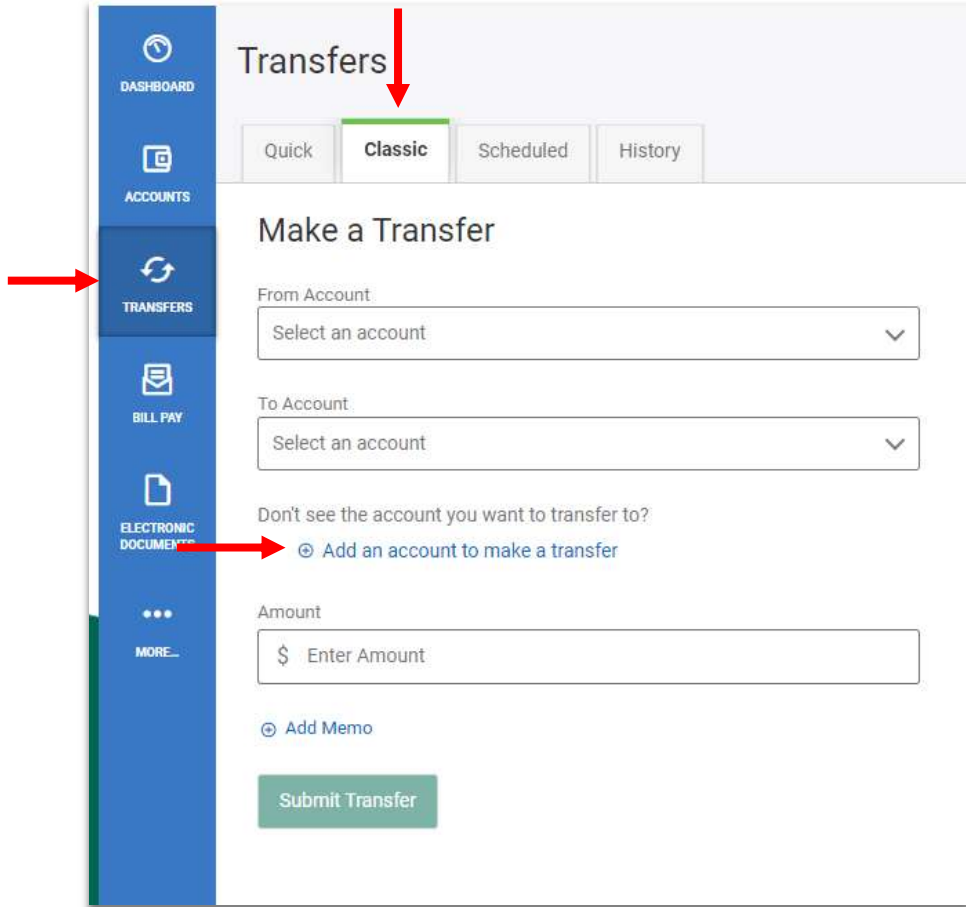 DASHBOARD
ACCOUNTS
TRANSFERS
BILL PAY
ELECTRONIC
DOCUMENTS
MORE...
Transfers
Quick
Classic
Scheduled
History
Make a Transfer
From Account
Select an account
To Account
Select an account
Don't see the account you want to transfer to?
Add an account to make a transfer
Amount
$ Enter Amount
Add Memo
Submit Transfer